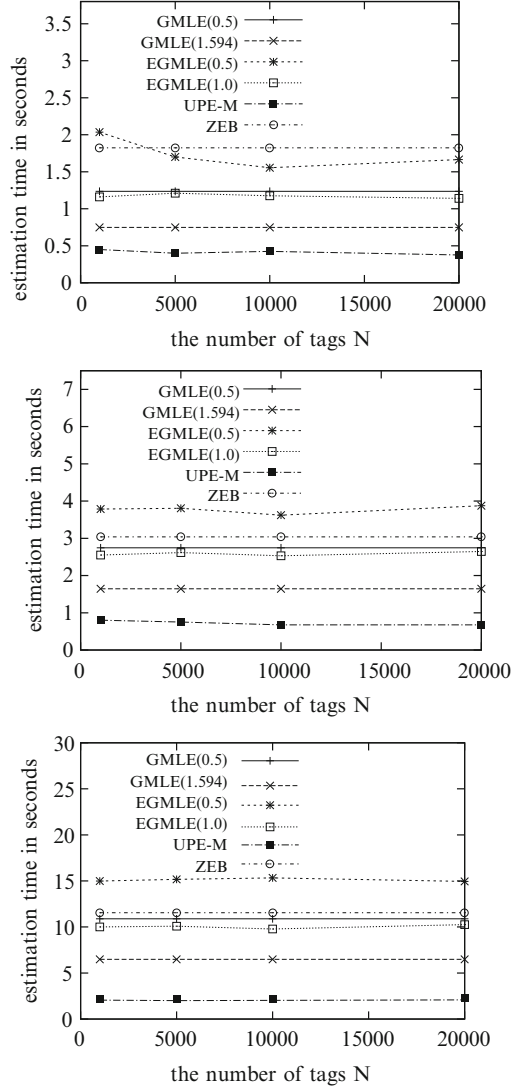 3.5
3
2.5
2
1.5
1
0.5
0
estimation time in seconds
GMLE(0.5)
GMLE(1.594)
EGMLE(0.5)
EGMLE(1.0)
UPE-M
ZEB
0 5000 10000 15000 20000
the number of tags N
7
6
5
4
3
2
1
0
estimation time in seconds
GMLE(0.5)
GMLE(1.594)
EGMLE(0.5)
EGMLE(1.0)
UPE-M
ZEB
0 5000 10000 15000 20000
the number of tags N
30
25
20
15
10
5
0
estimation time in seconds
GMLE(0.5)
GMLE(1.594)
EGMLE(0.5)
EGMLE(1.0)
UPE-M
ZEB
0 5000 10000 15000 20000
the number of tags N